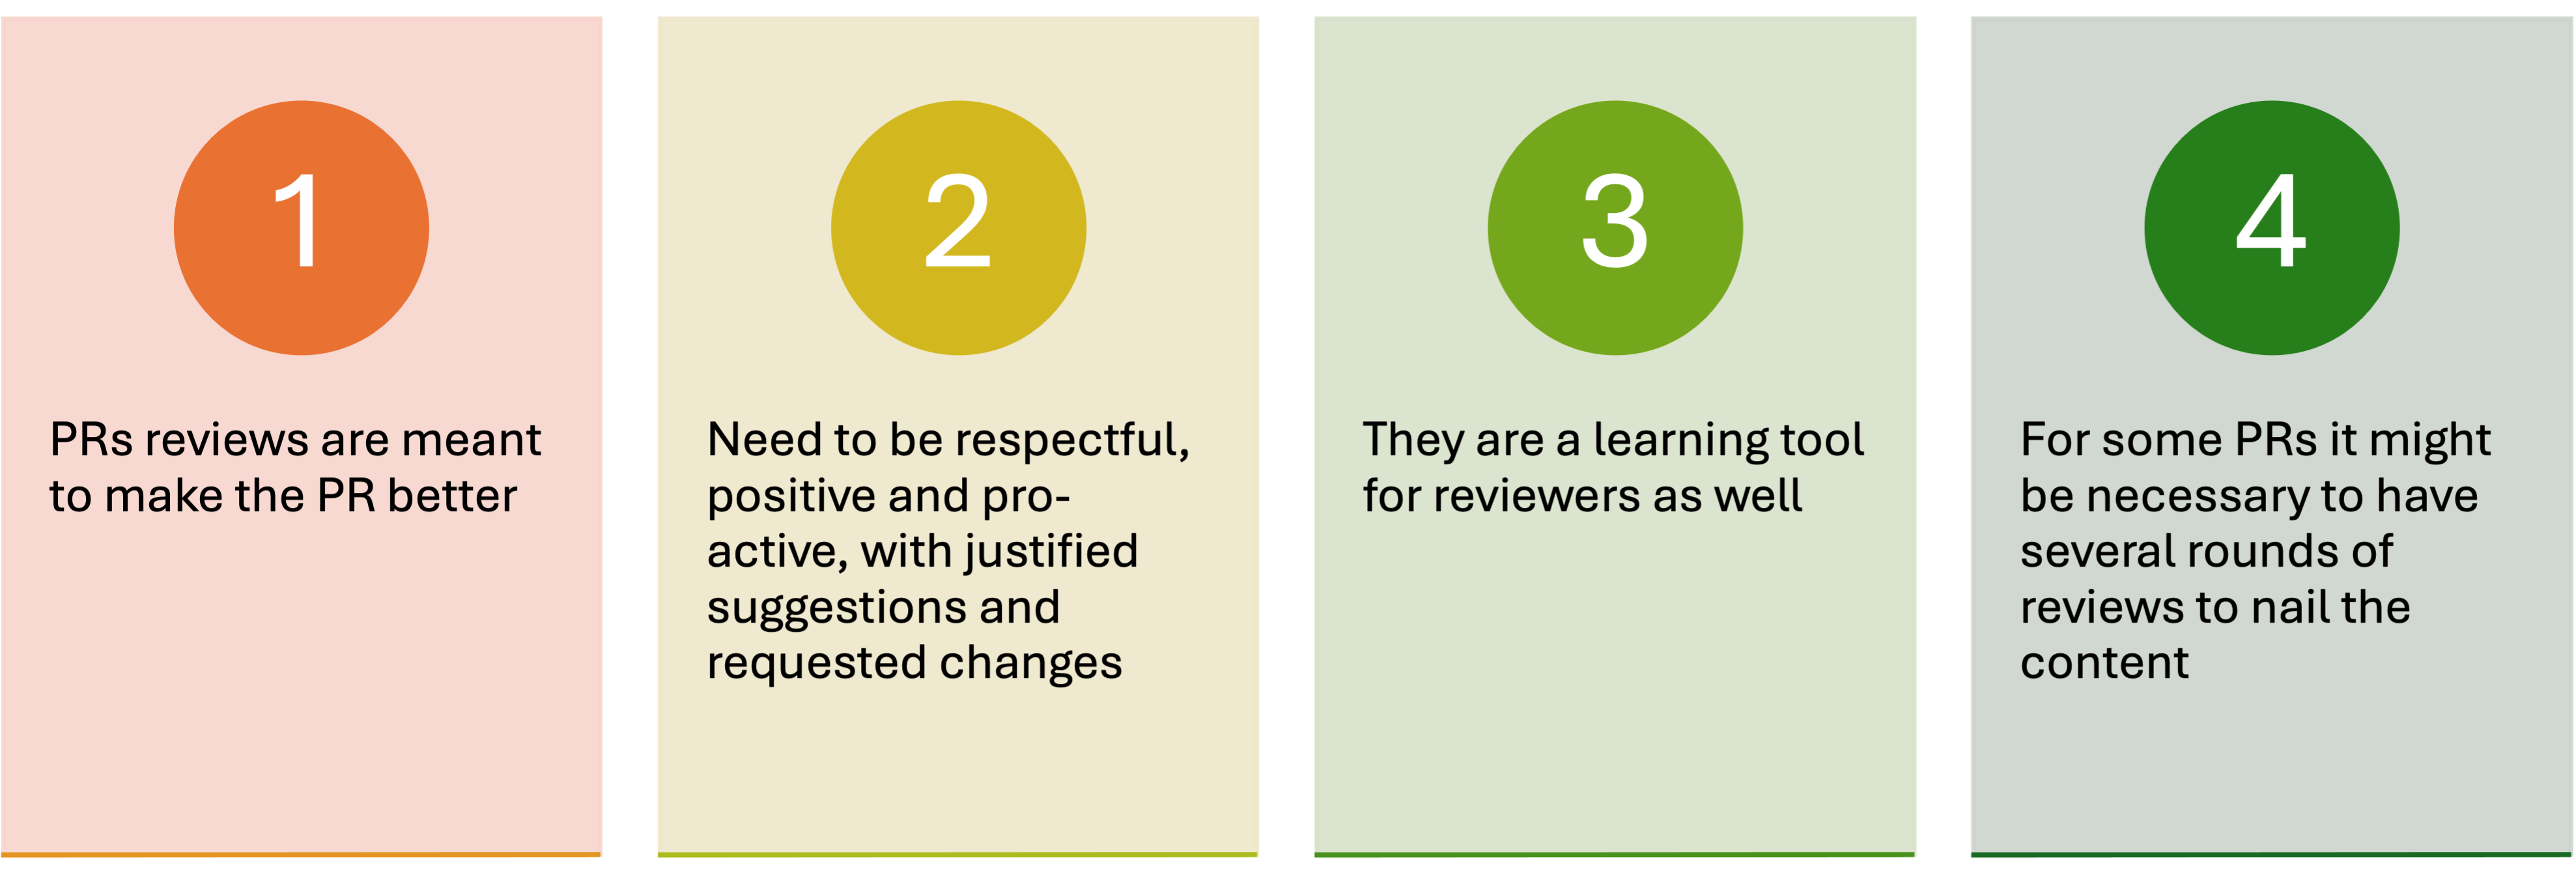 1
PRs reviews are meant
to make the PR better
2
Need to be respectful,
positive and pro-
active, with justified
suggestions and
requested changes
3
They are a learning tool
for reviewers as well
4
For some PRs it might
be necessary to have
several rounds of
reviews to nail the
content